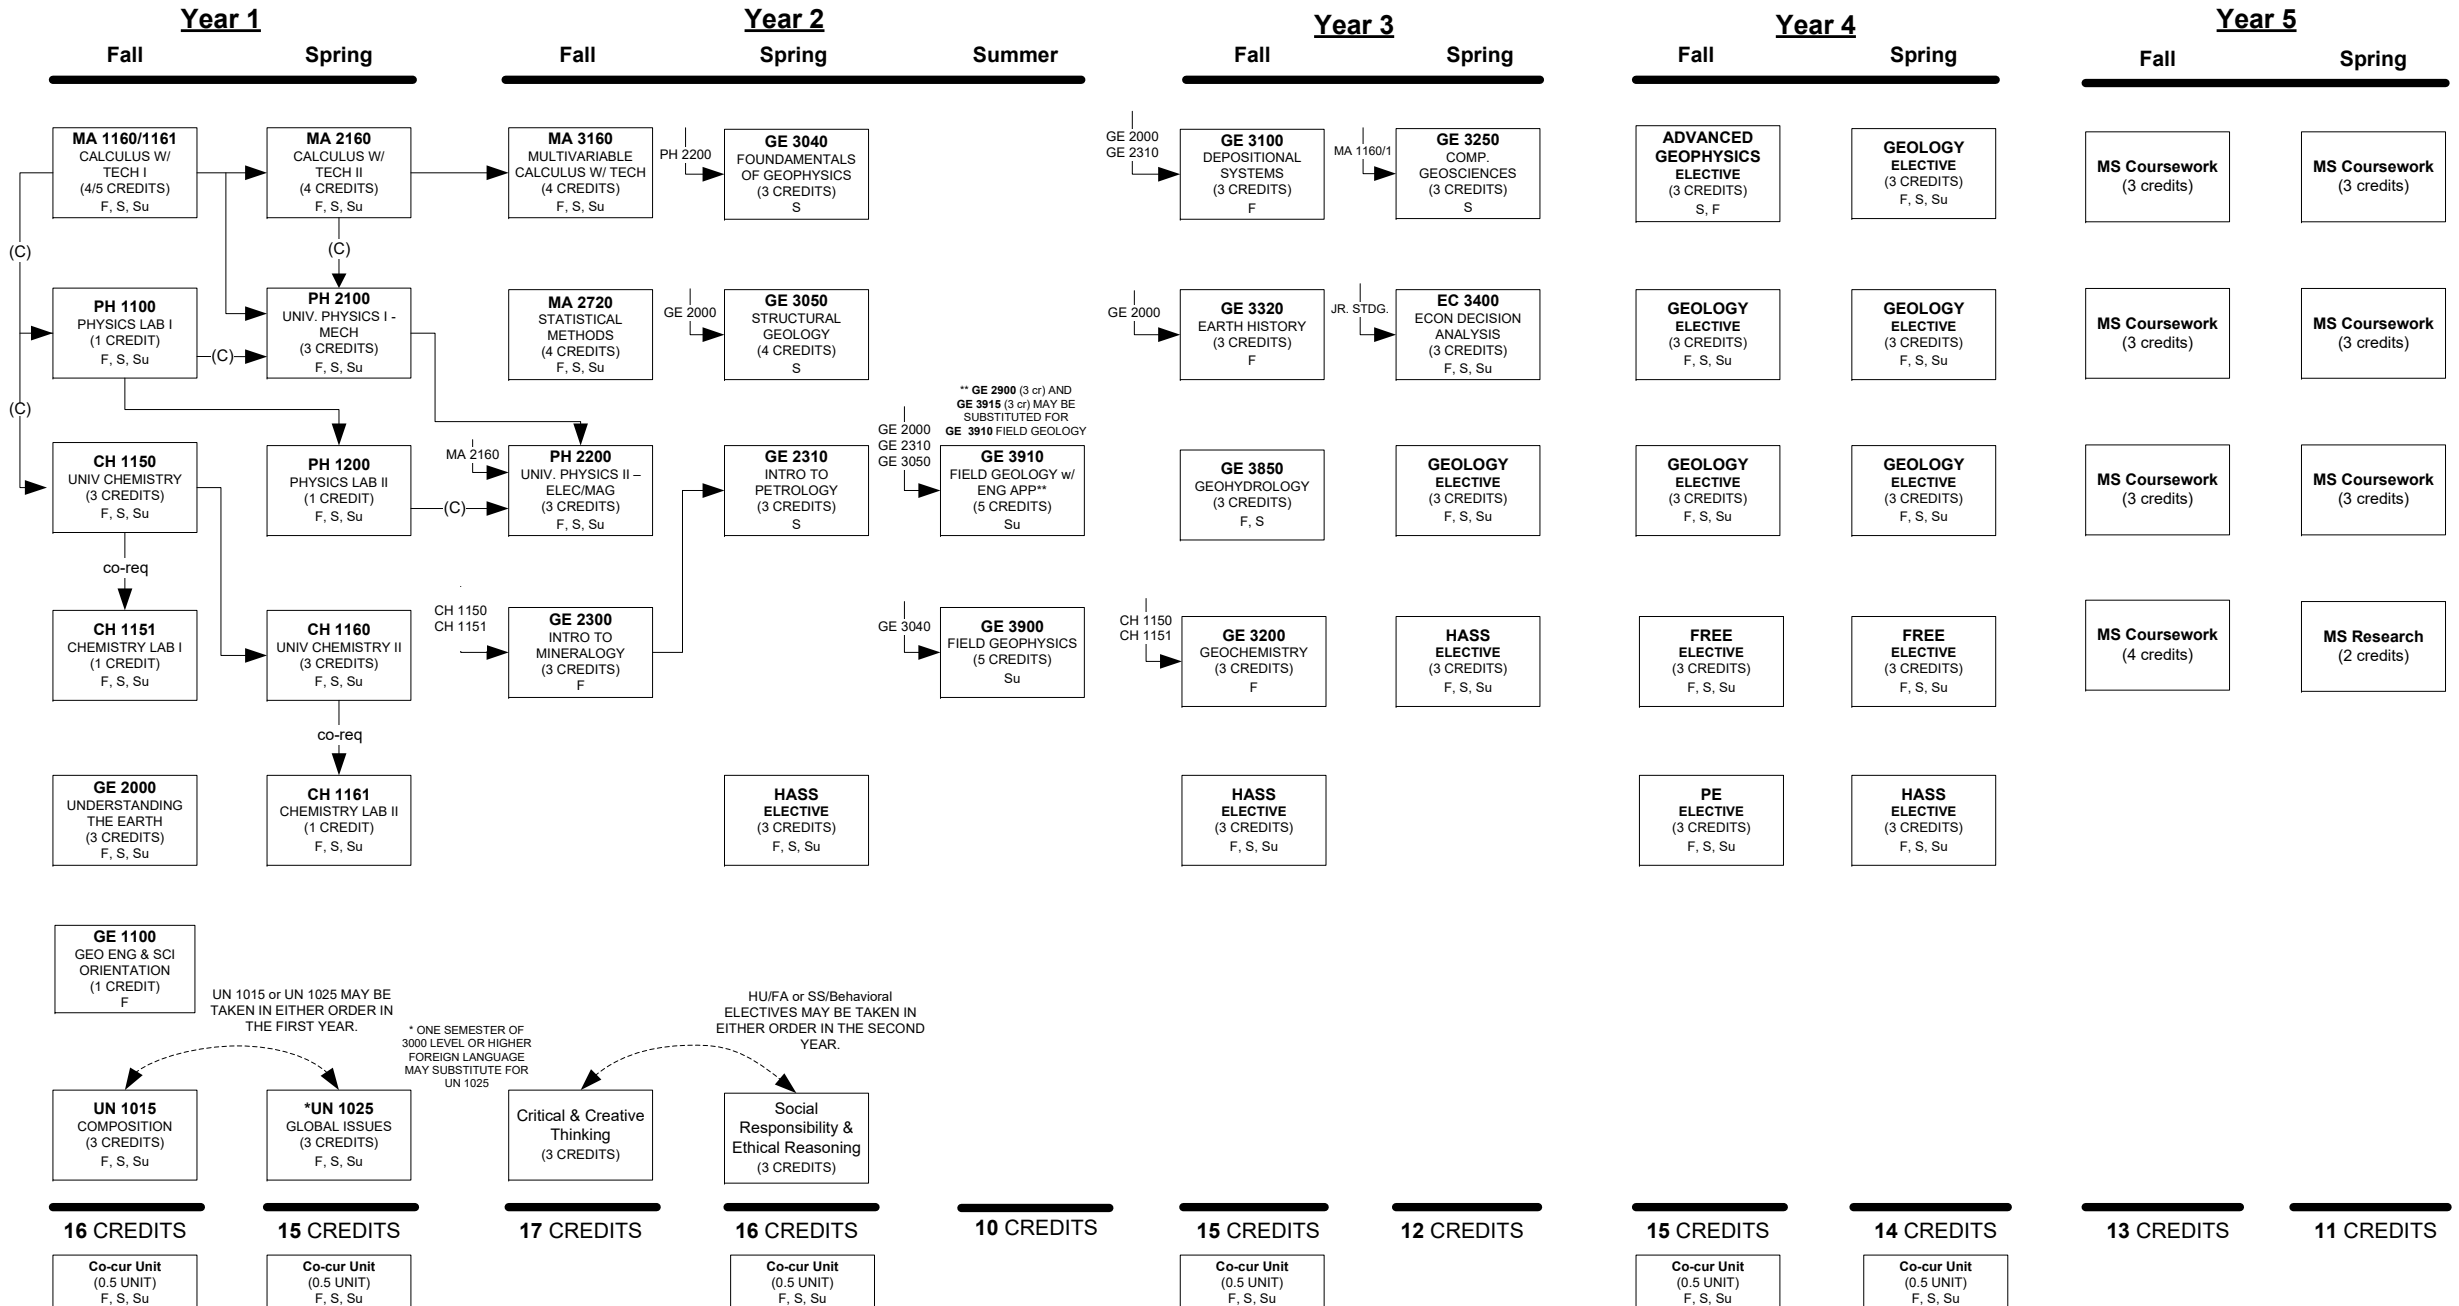 Year 1
Year 2
Year 3
Year 4
Year 5
Fall
Spring
Fall
Spring
Summer
Fall
Spring
Fall
Spring
Fall
Spring
MA 1160/1161
CALCULUS W/
TECH I
(4/5 CREDITS)
F, S, Su
MA 2160
CALCULUS W/
TECH II
(4 CREDITS)
F, S, Su
MA 3160
MULTIVARIABLE
CALCULUS W/ TECH
(4 CREDITS)
F, S, Su
PH 2200
GE 3040
FOUNDAMENTALS
OF GEOPHYSICS
(3 CREDITS)
S
GE 2000
GE 2310
GE 3100
DEPOSITIONAL
SYSTEMS
(3 CREDITS)
F
MA 1160/1
GE 3250
COMP.
GEOSCIENCES
(3 CREDITS)
S
ADVANCED
GEOPHYSICS
ELECTIVE
(3 CREDITS)
S, F
GEOLOGY
ELECTIVE
(3 CREDITS)
F, S, Su
MS Coursework
(3 credits)
MS Coursework
(3 credits)
(C)
(C)
PH 1100
PHYSICS LAB I
(1 CREDIT)
F, S, Su
(C)
PH 2100
UNIV. PHYSICS I -
MECH
(3 CREDITS)
F, S, Su
MA 2720
STATISTICAL
METHODS
(4 CREDITS)
F, S, Su
GE 2000
GE 3050
STRUCTURAL
GEOLOGY
(4 CREDITS)
S
GE 2000
GE 3320
EARTH HISTORY
(3 CREDITS)
F
JR. STDG.
EC 3400
ECON DECISION
ANALYSIS
(3 CREDITS)
F, S, Su
GEOLOGY
ELECTIVE
(3 CREDITS)
F, S, Su
GEOLOGY
ELECTIVE
(3 CREDITS)
F, S, Su
MS Coursework
(3 credits)
MS Coursework
(3 credits)
(C)
** GE 2900 (3 cr) AND
GE 3915 (3 cr) MAY BE
SUBSTITUTED FOR
GE 3910 FIELD GEOLOGY
CH 1150
UNIV CHEMISTRY
(3 CREDITS)
F, S, Su
PH 1200
PHYSICS LAB II
(1 CREDIT)
F, S, Su
(C)
MA 2160
PH 2200
UNIV. PHYSICS II –
ELEC/MAG
(3 CREDITS)
F, S, Su
GE 2310
INTRO TO
PETROLOGY
(3 CREDITS)
S
GE 2000
GE 2310
GE 3050
GE 3910
FIELD GEOLOGY w/
ENG APP**
(5 CREDITS)
Su
GE 3850
GEOHYDROLOGY
(3 CREDITS)
F, S
GEOLOGY
ELECTIVE
(3 CREDITS)
F, S, Su
GEOLOGY
ELECTIVE
(3 CREDITS)
F, S, Su
GEOLOGY
ELECTIVE
(3 CREDITS)
F, S, Su
MS Coursework
(3 credits)
MS Coursework
(3 credits)
co-req
CH 1151
CHEMISTRY LAB I
(1 CREDIT)
F, S, Su
CH 1160
UNIV CHEMISTRY II
(3 CREDITS)
F, S, Su
CH 1150
CH 1151
GE 2300
INTRO TO
MINERALOGY
(3 CREDITS)
F
GE 3040
GE 3900
FIELD GEOPHYSICS
(5 CREDITS)
Su
CH 1150
CH 1151
GE 3200
GEOCHEMISTRY
(3 CREDITS)
F
HASS
ELECTIVE
(3 CREDITS)
F, S, Su
FREE
ELECTIVE
(3 CREDITS)
F, S, Su
FREE
ELECTIVE
(3 CREDITS)
F, S, Su
MS Coursework
(4 credits)
MS Research
(2 credits)
co-req
GE 2000
UNDERSTANDING
THE EARTH
(3 CREDITS)
F, S, Su
CH 1161
CHEMISTRY LAB II
(1 CREDIT)
F, S, Su
HASS
ELECTIVE
(3 CREDITS)
F, S, Su
HASS
ELECTIVE
(3 CREDITS)
F, S, Su
PE
ELECTIVE
(3 CREDITS)
F, S, Su
HASS
ELECTIVE
(3 CREDITS)
F, S, Su
GE 1100
GEO ENG & SCI
ORIENTATION
(1 CREDIT)
F
UN 1015 or UN 1025 MAY BE
TAKEN IN EITHER ORDER IN
THE FIRST YEAR.
* ONE SEMESTER OF
3000 LEVEL OR HIGHER
FOREIGN LANGUAGE
MAY SUBSTITUTE FOR
UN 1025
HU/FA or SS/Behavioral
ELECTIVES MAY BE TAKEN IN
EITHER ORDER IN THE SECOND
YEAR.
UN 1015
COMPOSITION
(3 CREDITS)
F, S, Su
*UN 1025
GLOBAL ISSUES
(3 CREDITS)
F, S, Su
Critical & Creative
Thinking
(3 CREDITS)
Social
Responsibility &
Ethical Reasoning
(3 CREDITS)
16 CREDITS
15 CREDITS
17 CREDITS
16 CREDITS
10 CREDITS
15 CREDITS
12 CREDITS
15 CREDITS
14 CREDITS
13 CREDITS
11 CREDITS
Co-cur Unit
(0.5 UNIT)
F, S, Su
Co-cur Unit
(0.5 UNIT)
F, S, Su
Co-cur Unit
(0.5 UNIT)
F, S, Su
Co-cur Unit
(0.5 UNIT)
F, S, Su
Co-cur Unit
(0.5 UNIT)
F, S, Su
Co-cur Unit
(0.5 UNIT)
F, S, Su